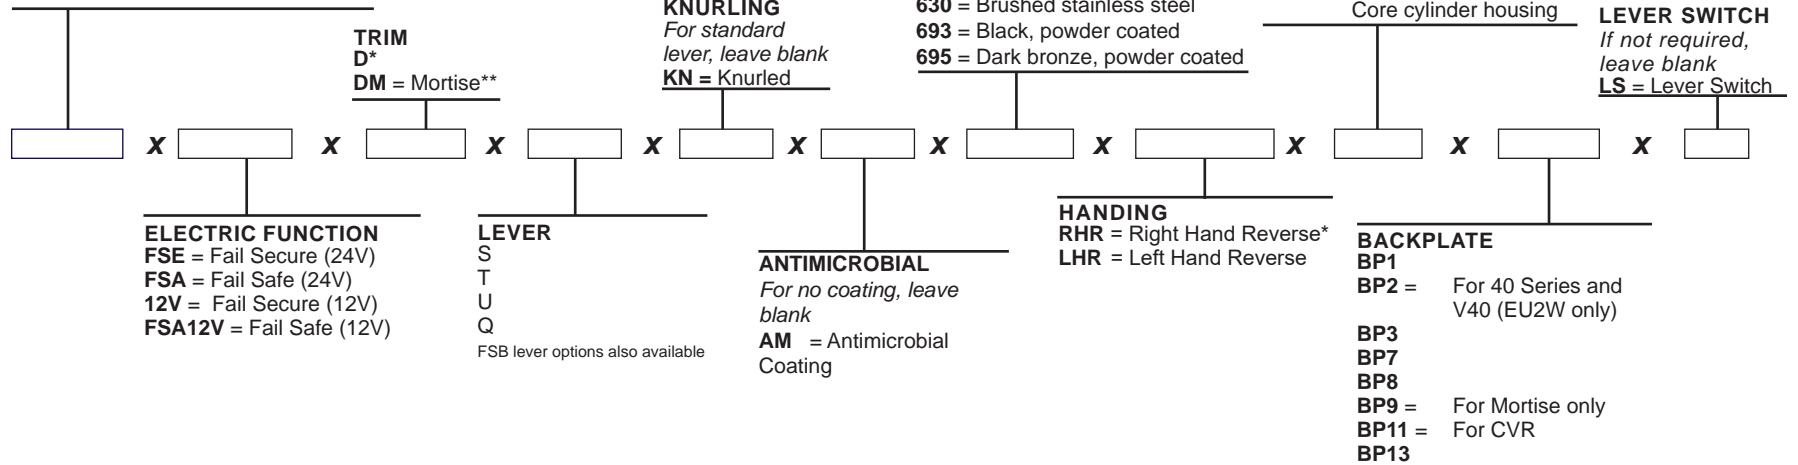 KNURLING
For standard
lever, leave blank
KN = Knurled
630 = Brushed stainless steel
693 = Black, powder coated
695 = Dark bronze, powder coated
Core cylinder housing
LEVER SWITCH
If not required,
leave blank
LS = Lever Switch
TRIM
D*
DM = Mortise**
x x x x x x x x x x
ELECTRIC FUNCTION
FSE = Fail Secure (24V)
FSA = Fail Safe (24V)
12V = Fail Secure (12V)
FSA12V = Fail Safe (12V)
LEVER
S
T
U
Q
FSB lever options also available
ANTIMICROBIAL
For no coating, leave
blank
AM = Antimicrobial
Coating
HANDING
RHR = Right Hand Reverse*
LHR = Left Hand Reverse
BACKPLATE
BP1
BP2 = For 40 Series and
V40 (EU2W only)
BP3
BP7
BP8
BP9 = For Mortise only
BP11 = For CVR
BP13